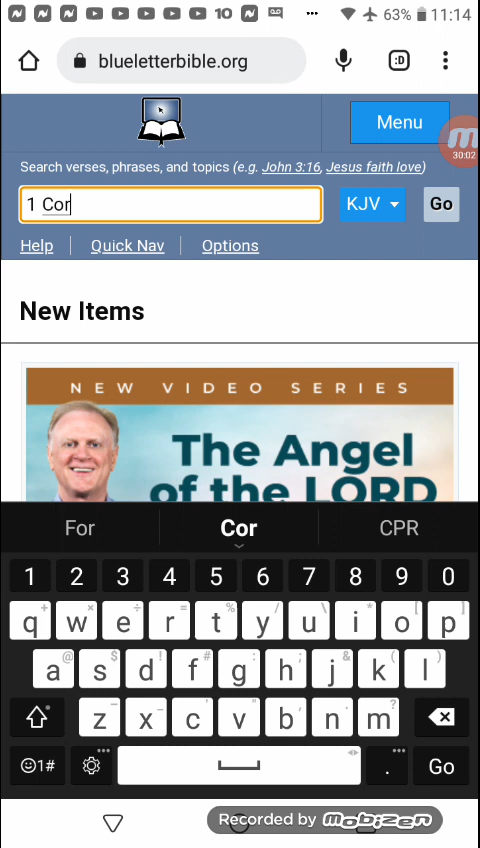 10 ... 63% 11:14
:D
blueletterbible.org
Menu
30:02
Search verses, phrases, and topics (e.g. John 3:16, Jesus faith love)
1 Cor
KJV Go
Help Quick Nav Options
New Items
NEW VIDEO SERIES
The Angel
of the LORD
For Cor CPR
1 2 3 4 5 6 7 8 9 0
q w e r t y u i o p
a s d f g h j k l
z x c v b n m
1# . Go
Recorded by MOBIZEN